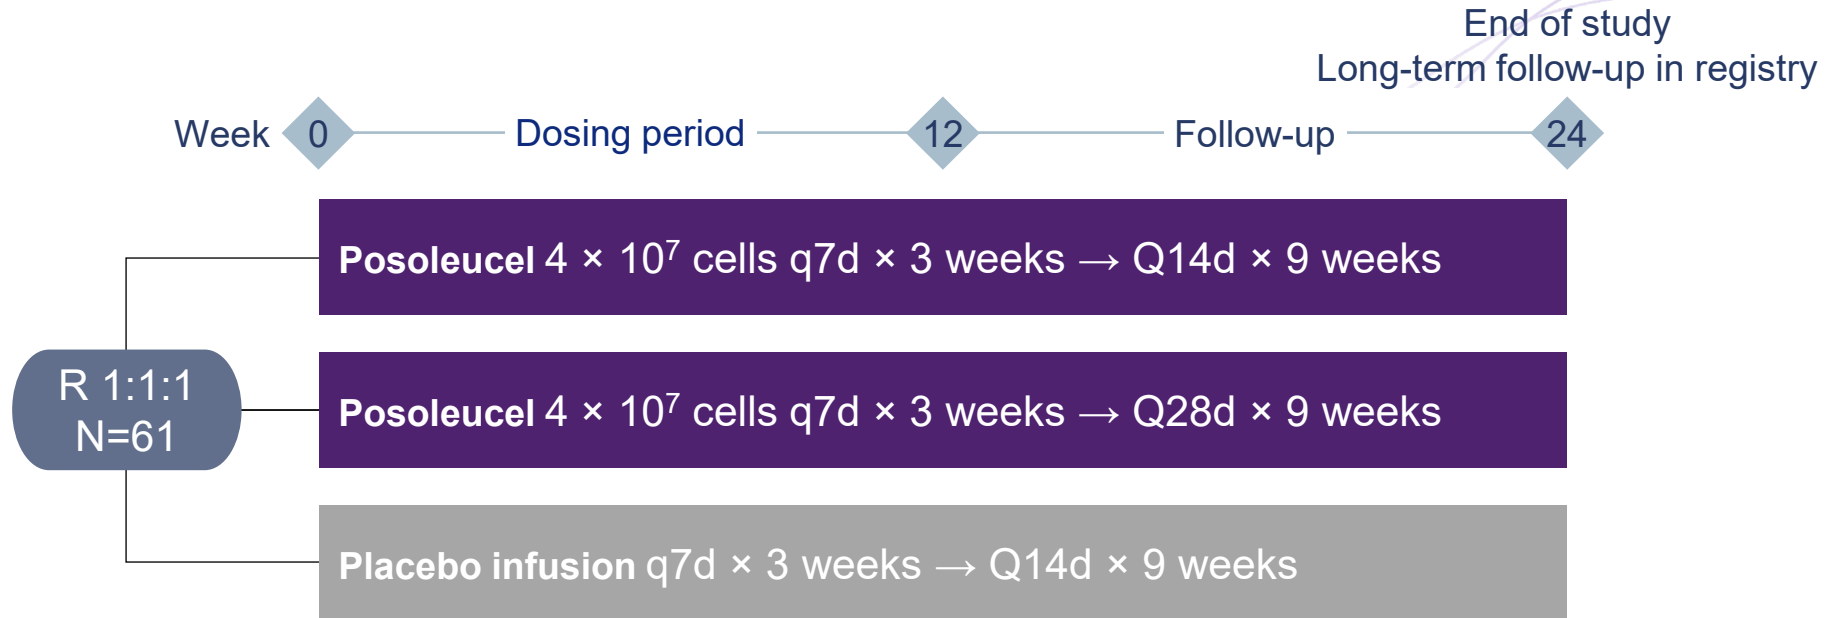 End of study
Long-term follow-up in registry
Week 0 Dosing period 12 Follow-up 24
Posoleucel 4 × 10⁷ cells q7d × 3 weeks → Q14d × 9 weeks
R 1:1:1
N=61
Posoleucel 4 × 10⁷ cells q7d × 3 weeks → Q28d × 9 weeks
Placebo infusion q7d × 3 weeks → Q14d × 9 weeks